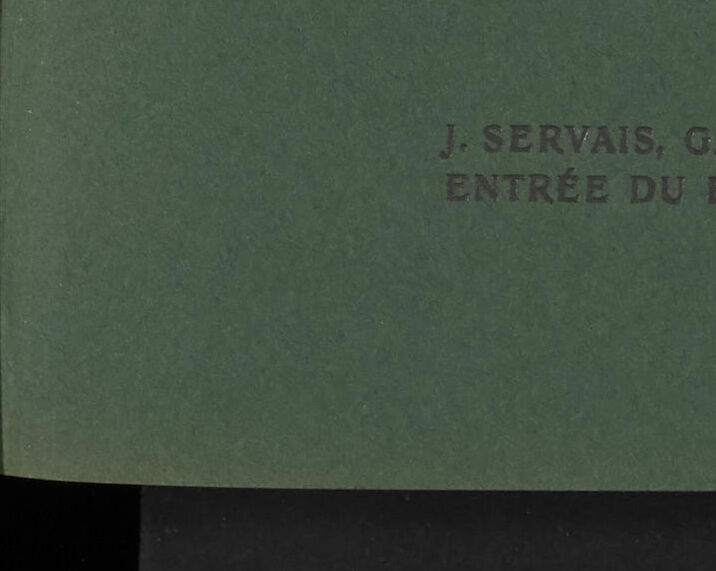 J. SERVAIS, G.
ENTRÉE DU